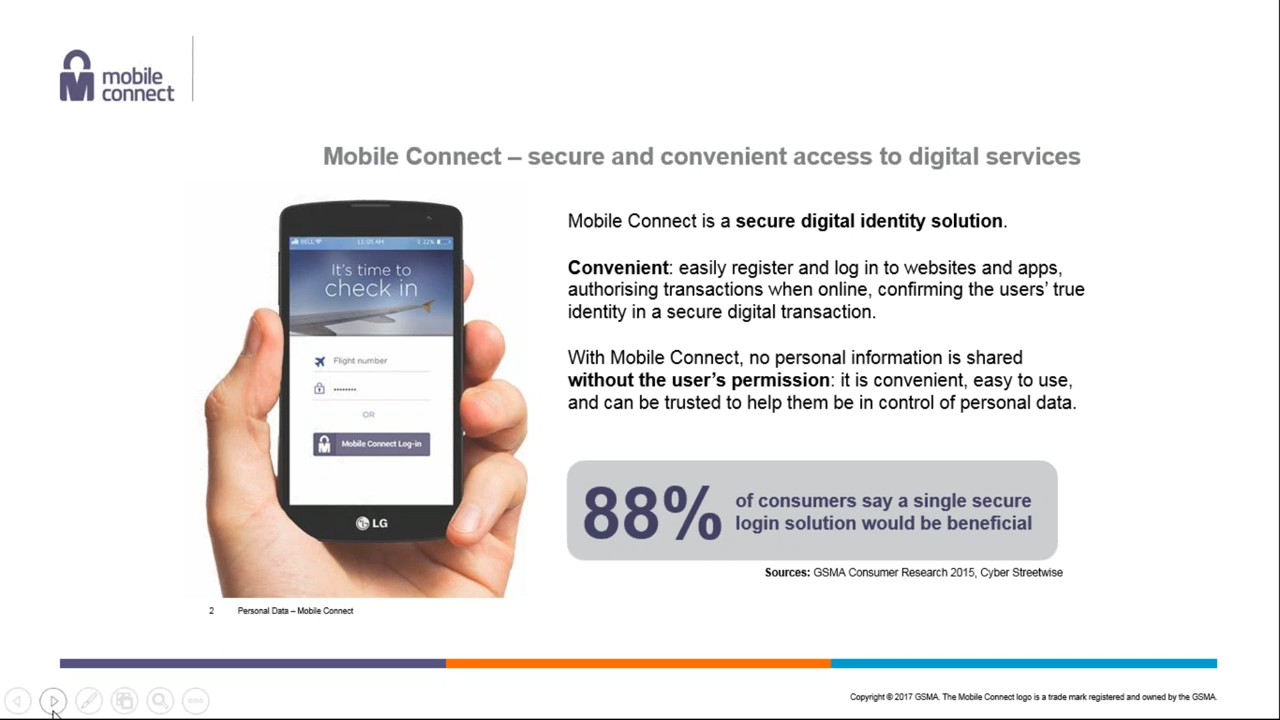 mobile
connect
Mobile Connect – secure and convenient access to digital services
BELL 11:05 AM 22%
It's time to
check in
Flight number
••••••••
OR
Mobile Connect Log-in
LG
Mobile Connect is a secure digital identity solution.
Convenient: easily register and log in to websites and apps,
authorising transactions when online, confirming the users' true
identity in a secure digital transaction.
With Mobile Connect, no personal information is shared
without the user's permission: it is convenient, easy to use,
and can be trusted to help them be in control of personal data.
88% of consumers say a single secure
login solution would be beneficial
Sources: GSMA Consumer Research 2015, Cyber Streetwise
2 Personal Data – Mobile Connect
Copyright © 2017 GSMA. The Mobile Connect logo is a trade mark registered and owned by the GSMA.